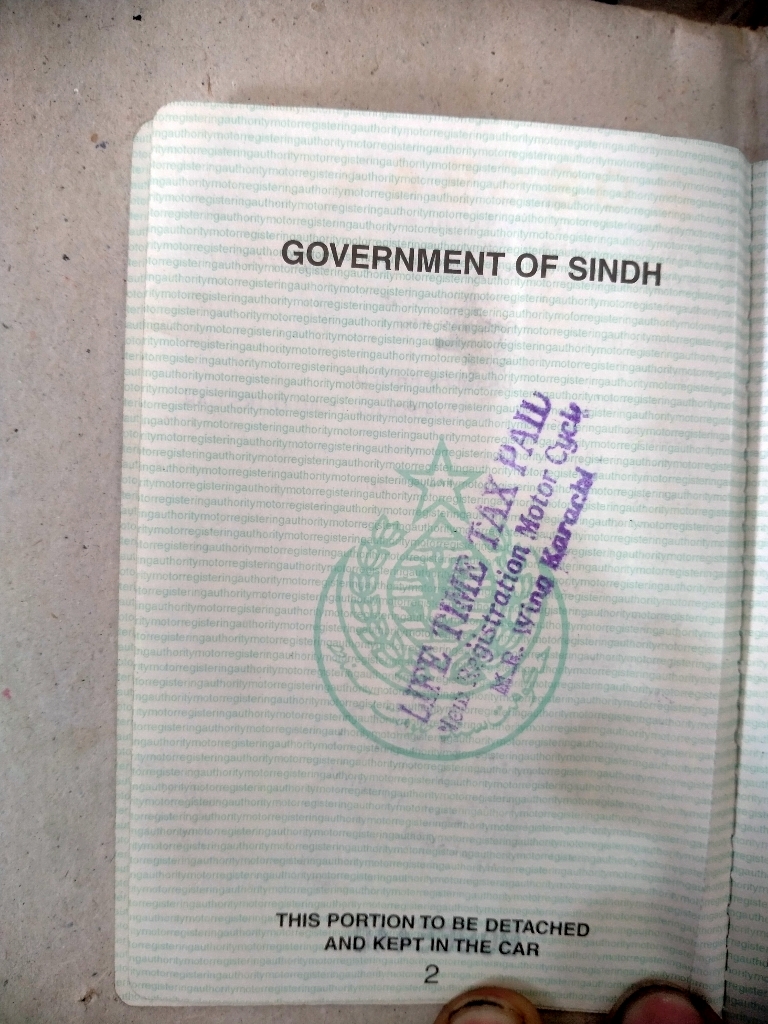 GOVERNMENT OF SINDH
LIFE TIME TAX PAID
New Registration Motor Cycle
M.R. Wing Karachi
حکومت
THIS PORTION TO BE DETACHED
AND KEPT IN THE CAR
2